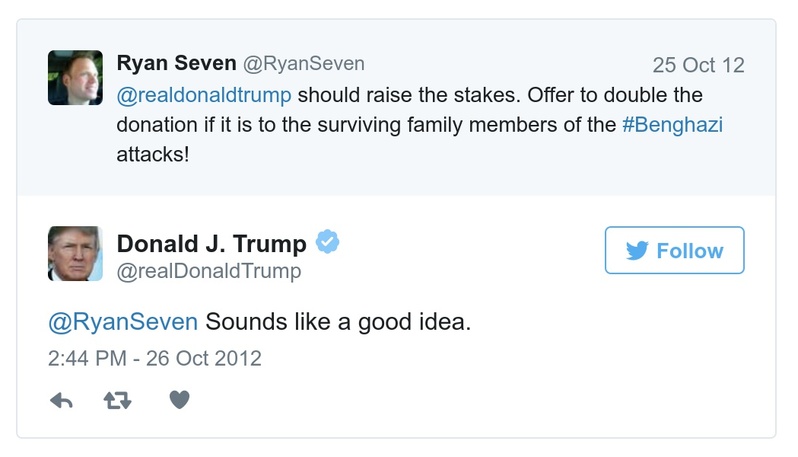 Ryan Seven @RyanSeven 25 Oct 12
@realdonaldtrump should raise the stakes. Offer to double the
donation if it is to the surviving family members of the #Benghazi
attacks!
Donald J. Trump
@realDonaldTrump
Follow
@RyanSeven Sounds like a good idea.
2:44 PM - 26 Oct 2012